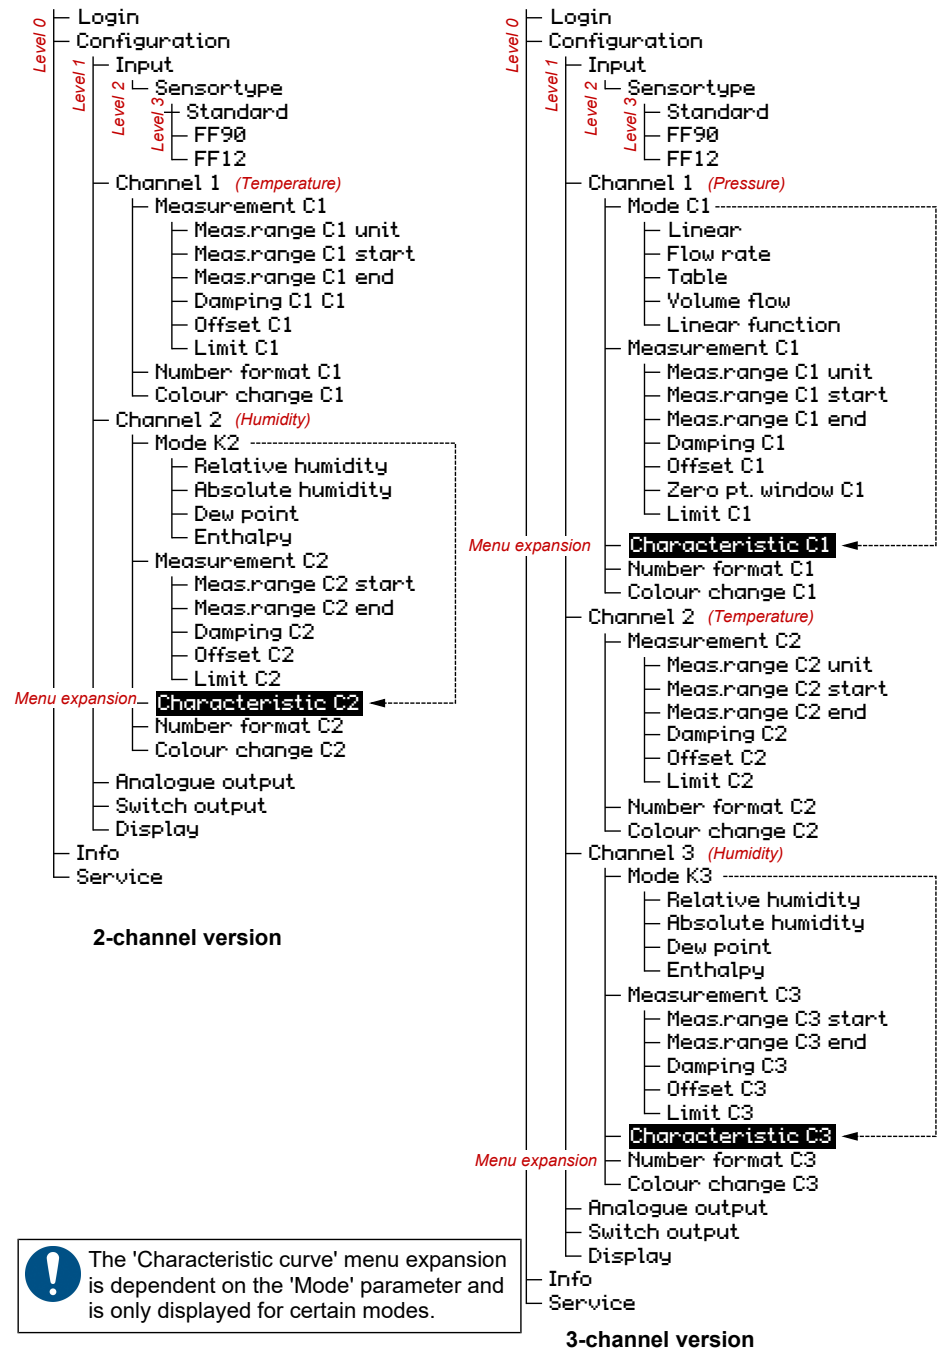 Level 0
Login
Configuration
Level 1
Input
Level 2
Sensortype
Level 3
Standard
FF90
FF12
Channel 1 (Temperature)
Measurement C1
Meas.range C1 unit
Meas.range C1 start
Meas.range C1 end
Damping C1 C1
Offset C1
Limit C1
Number format C1
Colour change C1
Channel 2 (Humidity)
Mode K2
Relative humidity
Absolute humidity
Dew point
Enthalpy
Measurement C2
Meas.range C2 start
Meas.range C2 end
Damping C2
Offset C2
Limit C2
Menu expansion
Characteristic C2
Number format C2
Colour change C2
Analogue output
Switch output
Display
Info
Service
2-channel version
The 'Characteristic curve' menu expansion
is dependent on the 'Mode' parameter and
is only displayed for certain modes.
Level 0
Login
Configuration
Level 1
Input
Level 2
Sensortype
Level 3
Standard
FF90
FF12
Channel 1 (Pressure)
Mode C1
Linear
Flow rate
Table
Volume flow
Linear function
Measurement C1
Meas.range C1 unit
Meas.range C1 start
Meas.range C1 end
Damping C1
Offset C1
Zero pt. window C1
Limit C1
Menu expansion
Characteristic C1
Number format C1
Colour change C1
Channel 2 (Temperature)
Measurement C2
Meas.range C2 unit
Meas.range C2 start
Meas.range C2 end
Damping C2
Offset C2
Limit C2
Number format C2
Colour change C2
Channel 3 (Humidity)
Mode K3
Relative humidity
Absolute humidity
Dew point
Enthalpy
Measurement C3
Meas.range C3 start
Meas.range C3 end
Damping C3
Offset C3
Limit C3
Characteristic C3
Menu expansion
Number format C3
Colour change C3
Analogue output
Switch output
Display
Info
Service
3-channel version